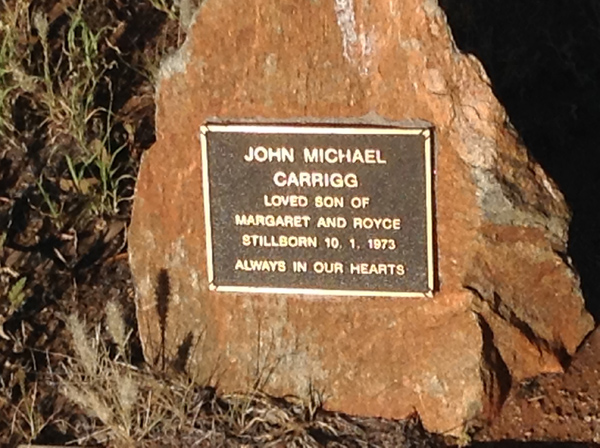 JOHN MICHAEL
CARRIGG
LOVED SON OF
MARGARET AND ROYCE
STILLBORN 10. 1. 1973
ALWAYS IN OUR HEARTS